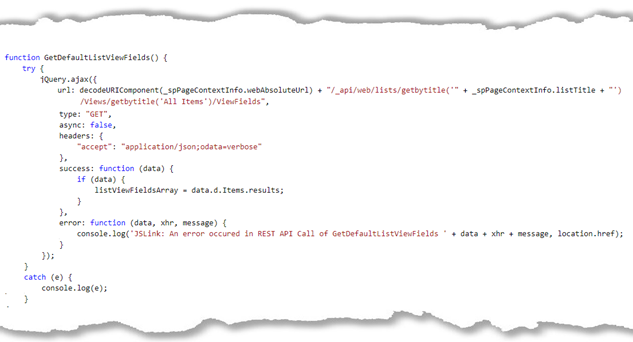 function GetDefaultListViewFields() {
try {
jQuery.ajax({
url: decodeURIComponent(_spPageContextInfo.webAbsoluteUrl) + "/_api/web/lists/getbytitle('" + _spPageContextInfo.listTitle + "')
/Views/getbytitle('All Items')/ViewFields",
type: "GET",
async: false,
headers: {
"accept": "application/json;odata=verbose"
},
success: function (data) {
if (data) {
listViewFieldsArray = data.d.Items.results;
}
},
error: function (data, xhr, message) {
console.log('JSLink: An error occured in REST API Call of GetDefaultListViewFields ' + data + xhr + message, location.href);
}
});
}
catch (e) {
console.log(e);
}